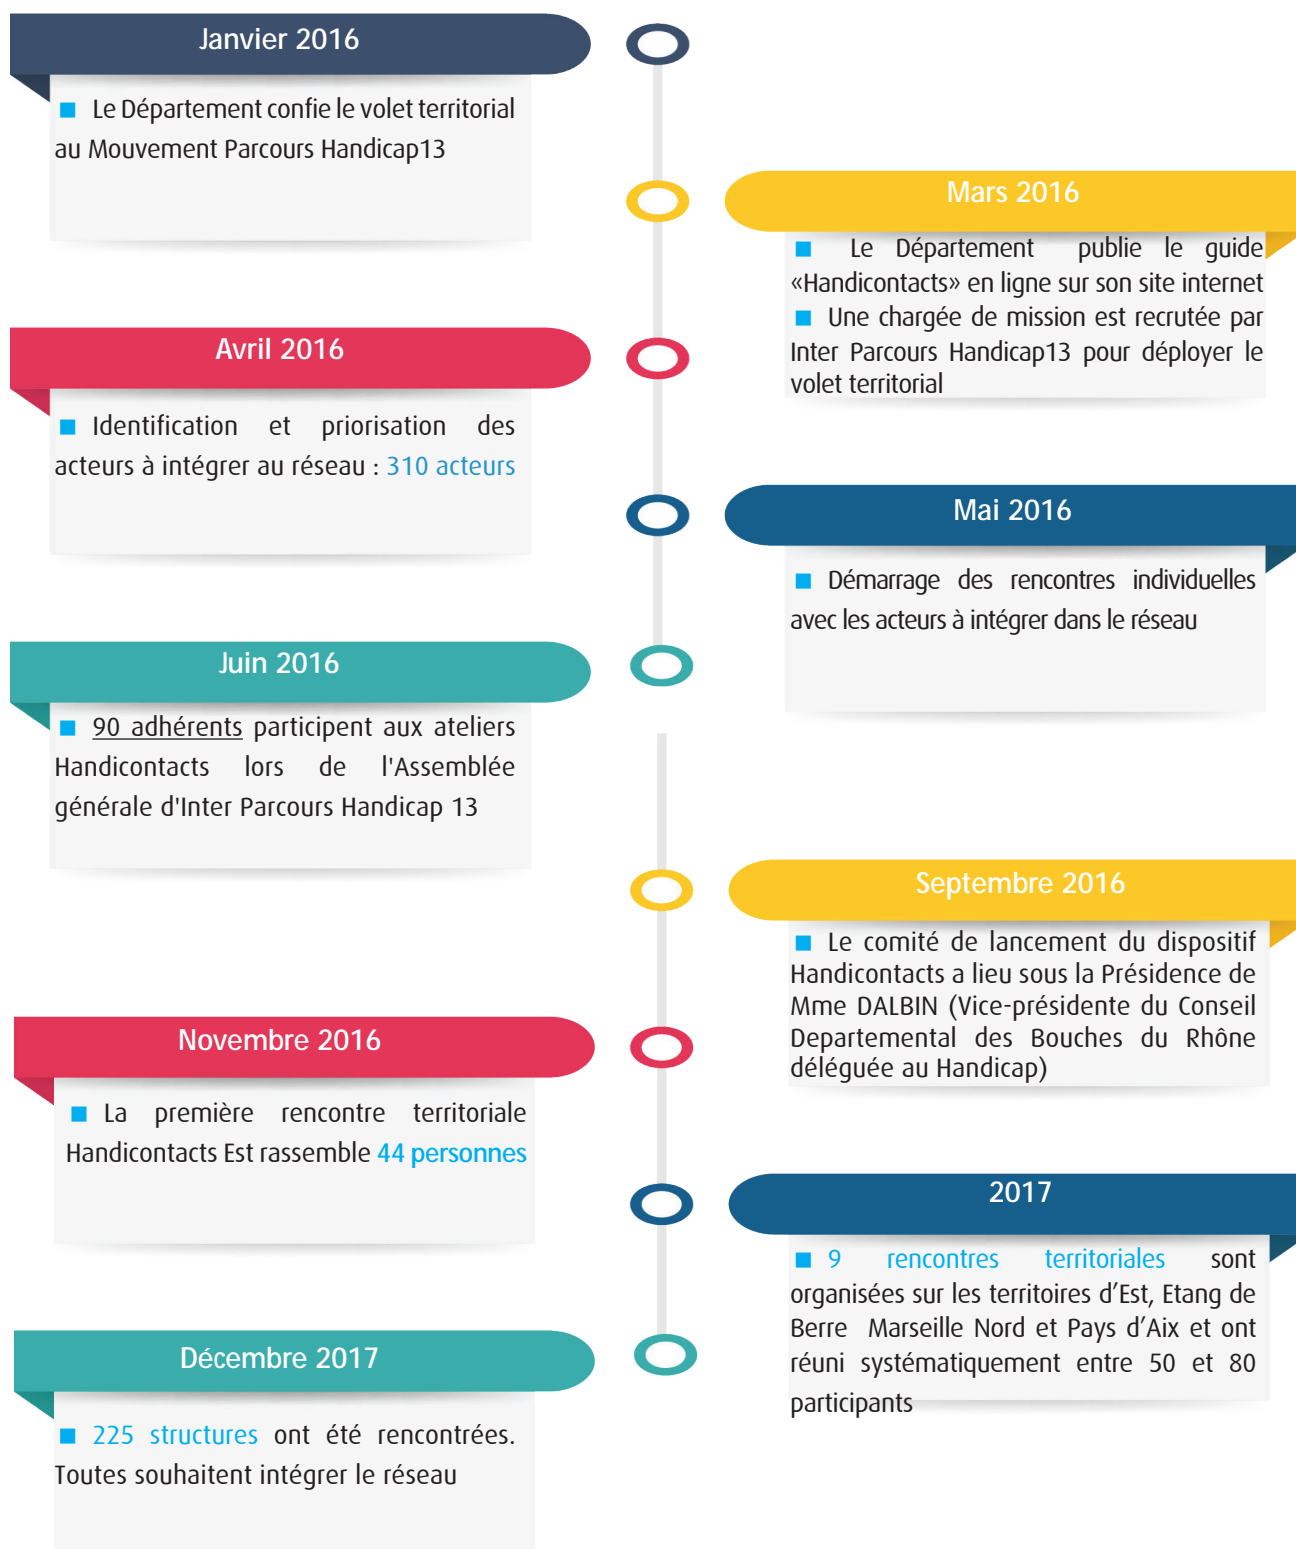 Janvier 2016
■ Le Département confie le volet territorial
au Mouvement Parcours Handicap13
Mars 2016
■ Le Département publie le guide
«Handicontacts» en ligne sur son site internet
■ Une chargée de mission est recrutée par
Inter Parcours Handicap13 pour déployer le
volet territorial
Avril 2016
■ Identification et priorisation des
acteurs à intégrer au réseau : 310 acteurs
Mai 2016
■ Démarrage des rencontres individuelles
avec les acteurs à intégrer dans le réseau
Juin 2016
■ 90 adhérents participent aux ateliers
Handicontacts lors de l'Assemblée
générale d'Inter Parcours Handicap 13
Septembre 2016
■ Le comité de lancement du dispositif
Handicontacts a lieu sous la Présidence de
Mme DALBIN (Vice-présidente du Conseil
Departemental des Bouches du Rhône
déléguée au Handicap)
Novembre 2016
■ La première rencontre territoriale
Handicontacts Est rassemble 44 personnes
2017
■ 9 rencontres territoriales sont
organisées sur les territoires d’Est, Etang de
Berre Marseille Nord et Pays d’Aix et ont
réuni systématiquement entre 50 et 80
participants
Décembre 2017
■ 225 structures ont été rencontrées.
Toutes souhaitent intégrer le réseau